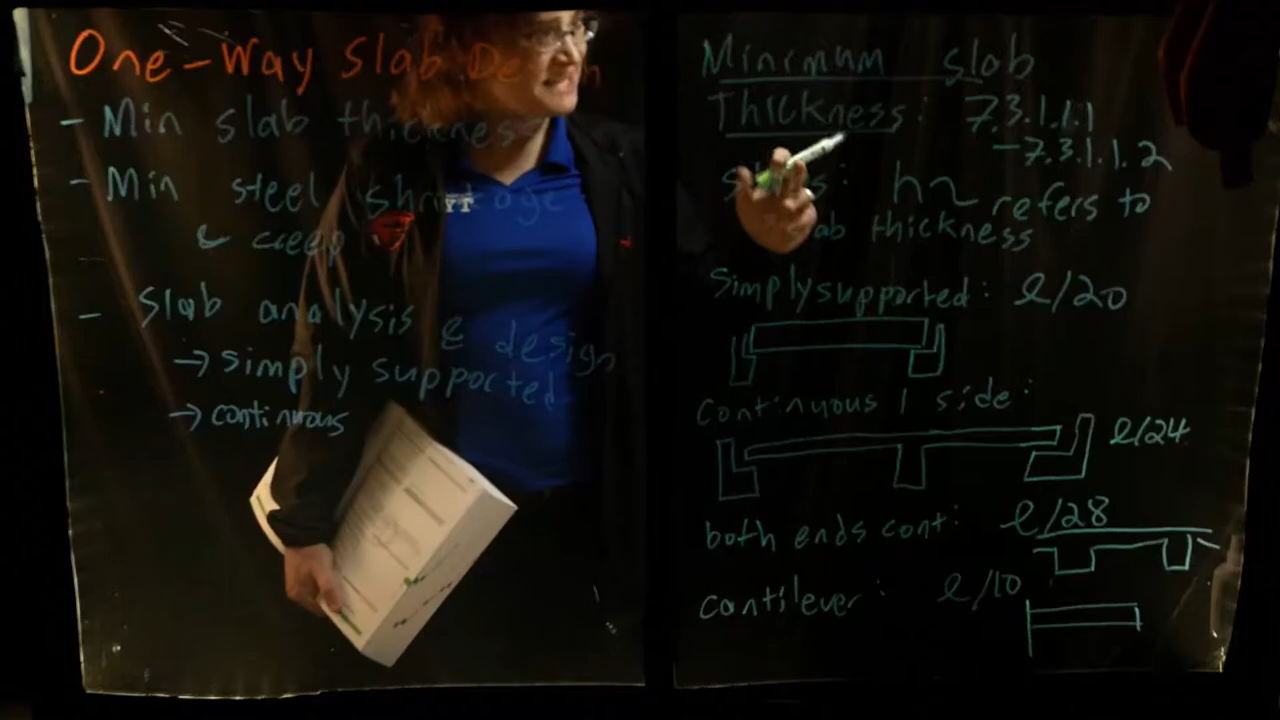 One-Way Slab
- Min slab thickness
- Min steel shrinkage
& creep
- Slab analysis & design
→ simply supported
→ continuous
Minimum slab
Thickness: 7.3.1.1.1
-7.3.1.1.2
h refers to
thickness
Simply supported: l/20
Continuous 1 side:
l/24
both ends cont: l/28
cantilever: l/10